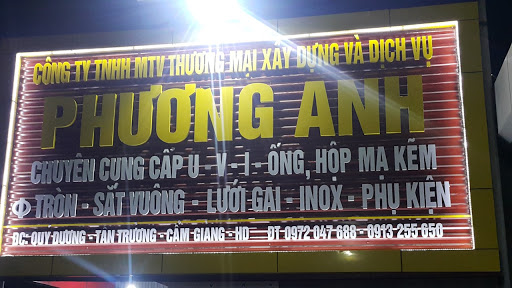 CÔNG TY TNHH MTV THƯƠNG MẠI XÂY DỰNG VÀ DỊCH VỤ
PHƯƠNG ANH
CHUYÊN CUNG CẤP U - V - I - ỐNG, HỘP MẠ KẼM
Φ TRÒN - SẮT VUÔNG - LƯỚI GAI - INOX - PHỤ KIỆN
ĐC: QUÝ DƯƠNG - TÂN TRƯỜNG - CẨM GIÀNG - HD ĐT 0972 047 688 - 0913 255 656